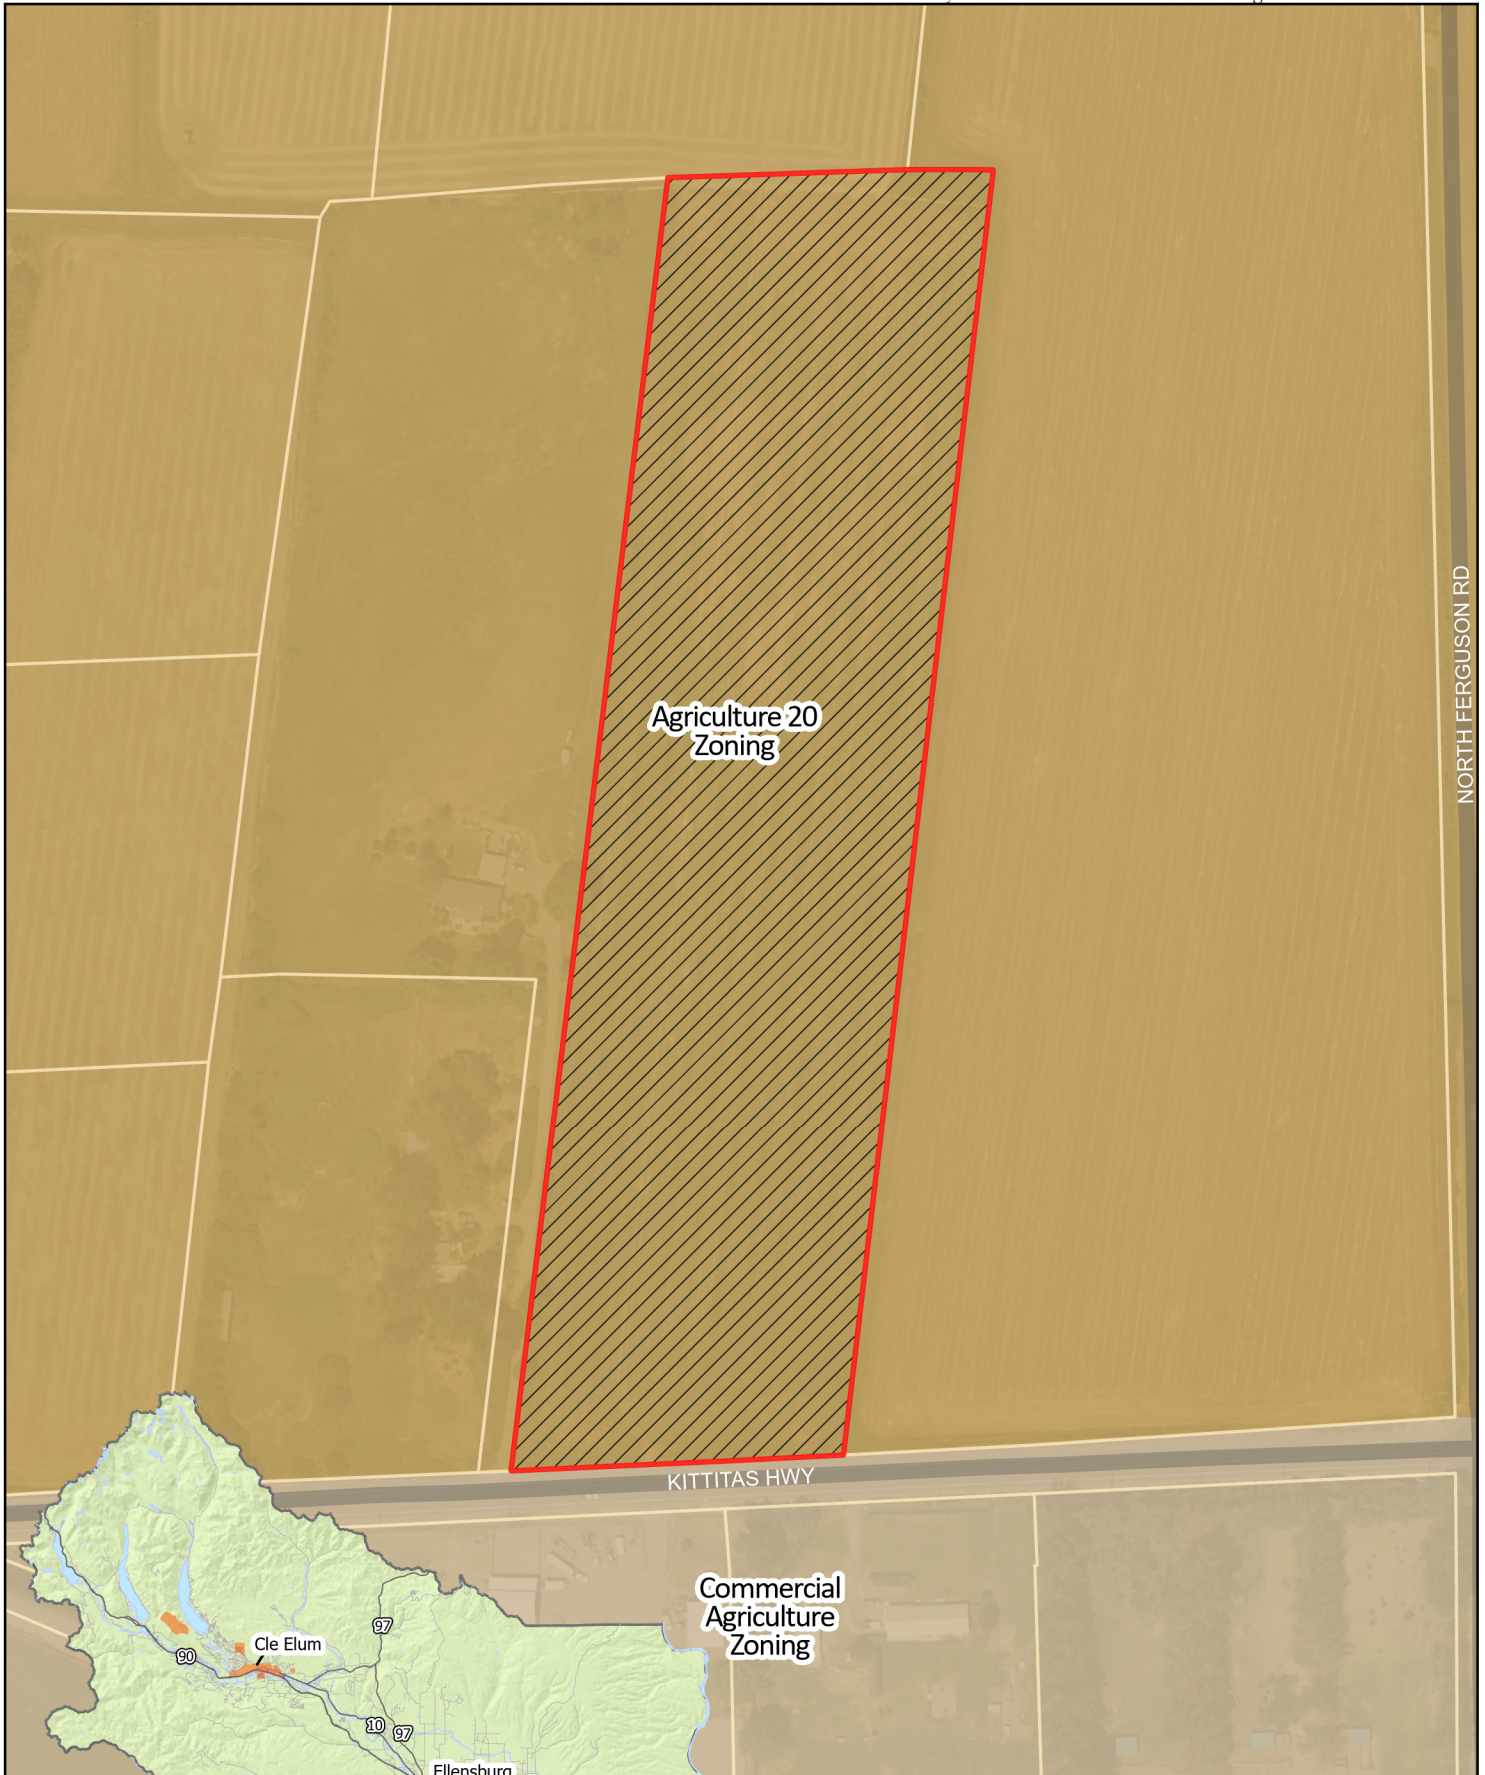 NORTH FERGUSON RD
Agriculture 20
Zoning
KITTITAS HWY
Commercial
Agriculture
Zoning
97
Cle Elum
90
10
97
Ellensburg